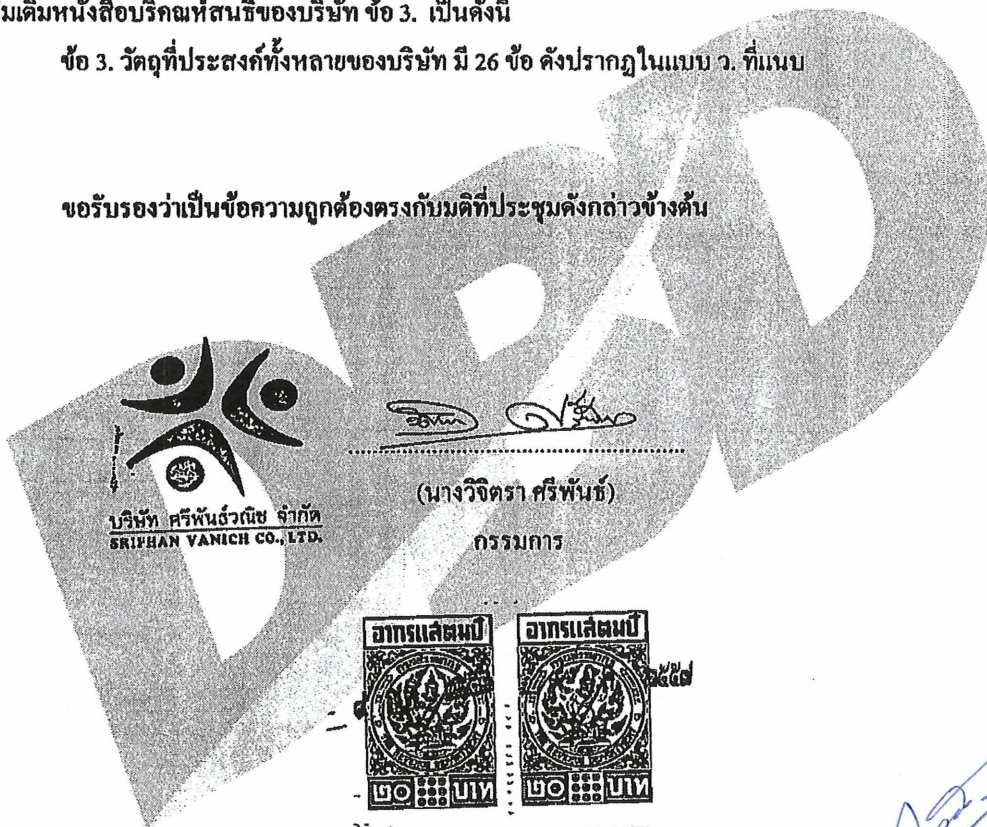 มเติมหนังสือบริคณห์สนธิของบริษัท ข้อ 3. เป็นดังนี้
ข้อ 3. วัตถุที่ประสงค์ทั้งหลายของบริษัท มี 26 ข้อ ดังปรากฏในแบบ ว. ที่แนบ
ขอรับรองว่าเป็นข้อความถูกต้องตรงกับมติที่ประชุมดังกล่าวข้างต้น
DBD
บริษัท ศรีพันธ์วณิช จำกัด
SRIPHAN VANICH CO., LTD.
(นางวิจิตรา ศรีพันธ์)
กรรมการ
อากรแสตมป์ อากรแสตมป์
๒๕๕๗
๒๐ บาท ๒๐ บาท